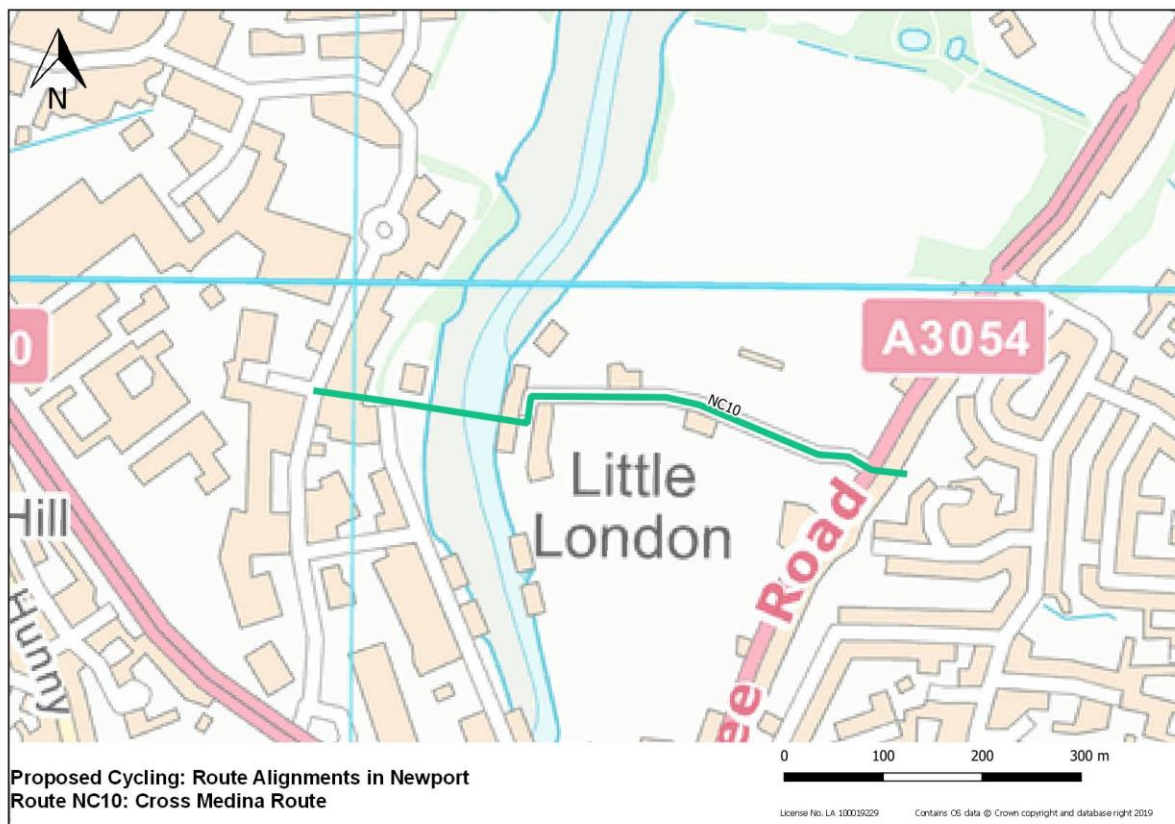 N
0
A3054
NC10
Little
London
Hill
Hunny
ee Road
0 100 200 300 m
Proposed Cycling: Route Alignments in Newport
Route NC10: Cross Medina Route
License No. LA 100019229 Contains OS data © Crown copyright and database right 2019